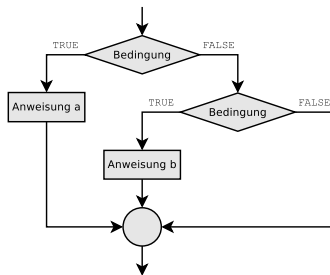 Bedingung
TRUE
FALSE
Anweisung a
Bedingung
TRUE
FALSE
Anweisung b